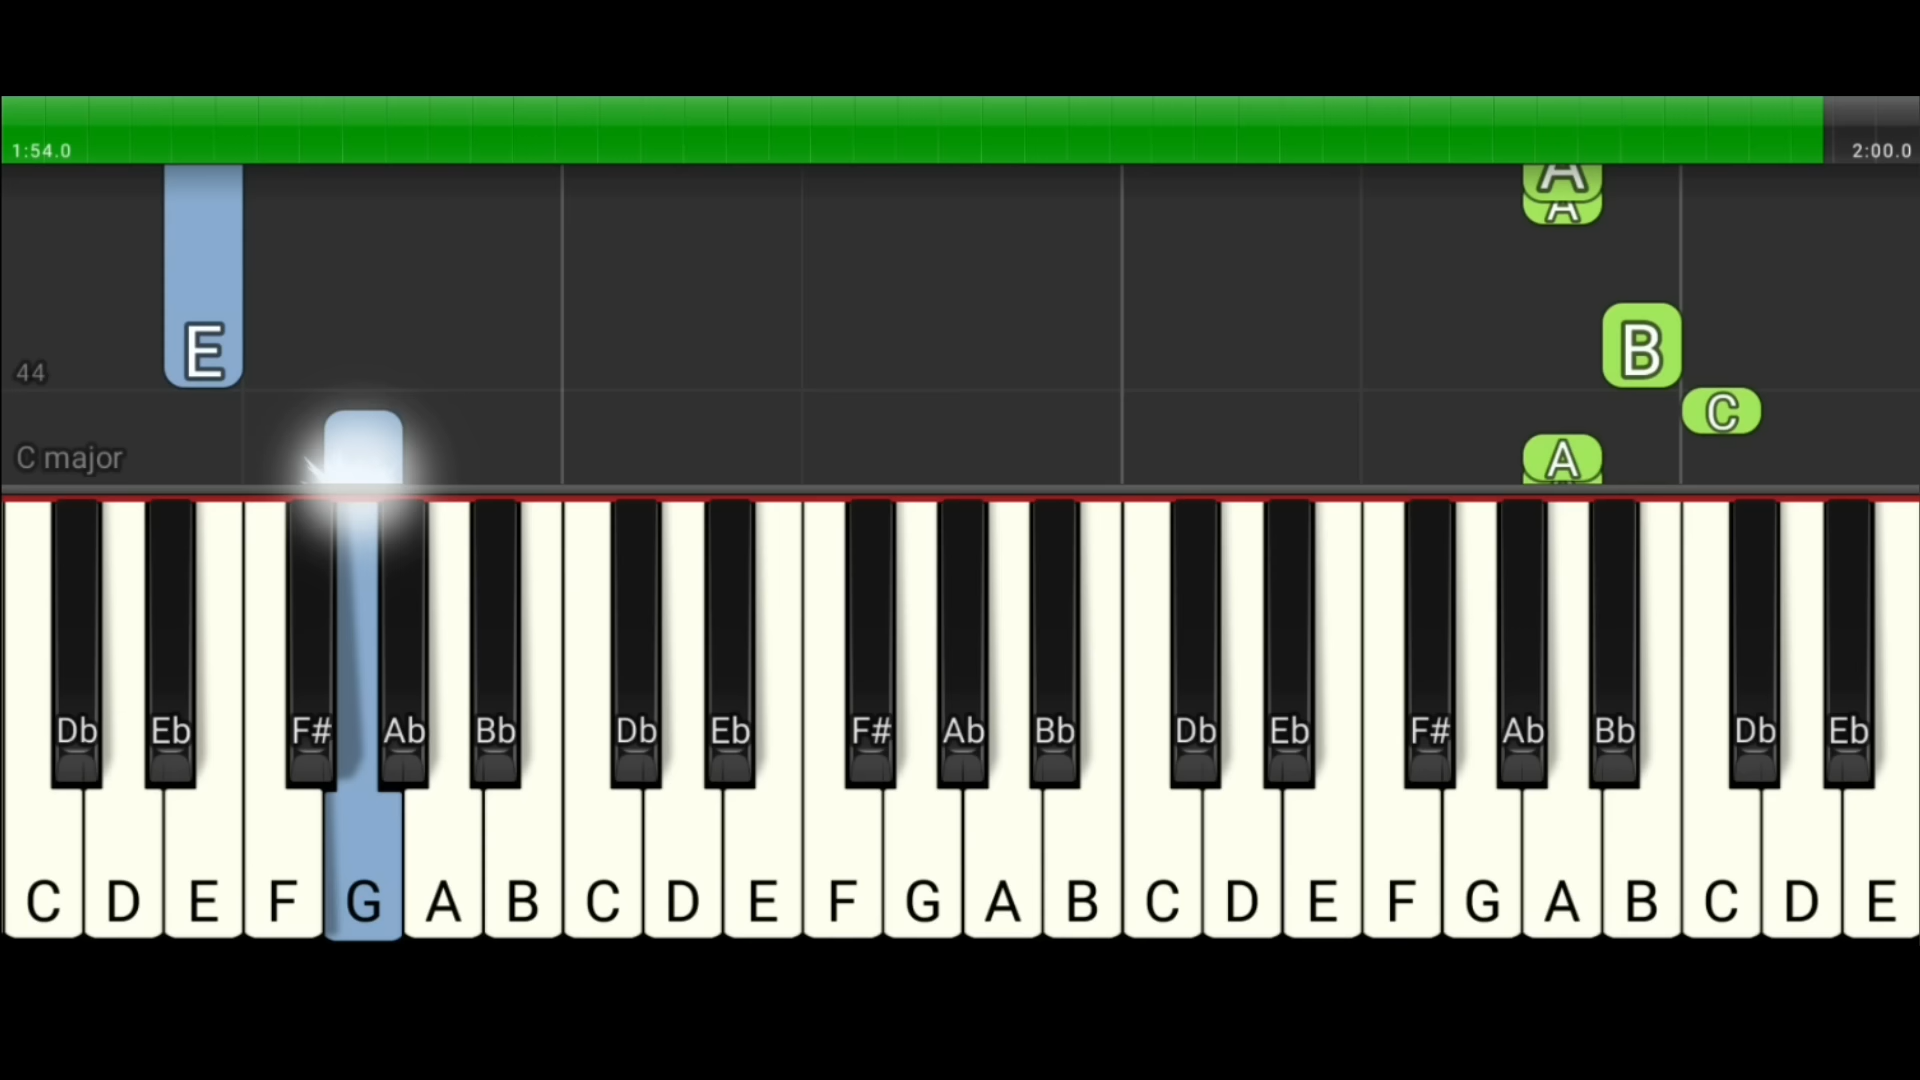 1:54.0 2:00.0
A
A
E B
44
C
C major A
Db Eb F# Ab Bb Db Eb F# Ab Bb Db Eb F# Ab Bb Db Eb
C D E F G A B C D E F G A B C D E F G A B C D E